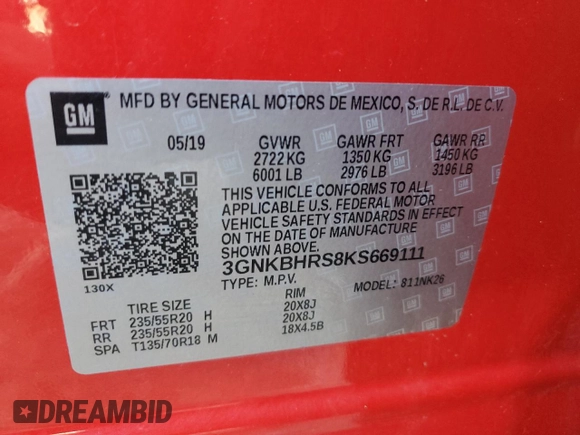 GM MFD BY GENERAL MOTORS DE MEXICO, S. DE R.L. DE C.V.
05/19 GVWR GAWR FRT GAWR RR
2722 KG 1350 KG 1450 KG
6001 LB 2976 LB 3196 LB
THIS VEHICLE CONFORMS TO ALL
APPLICABLE U.S. FEDERAL MOTOR
VEHICLE SAFETY STANDARDS IN EFFECT
ON THE DATE OF MANUFACTURE
SHOWN ABOVE.
3GNKBHRS8KS669111
130X TYPE: M.P.V. MODEL: 811NK26
TIRE SIZE RIM
FRT 235/55R20 H 20X8J
RR 235/55R20 H 20X8J
SPA T135/70R18 M 18X4.5B
DREAMBID